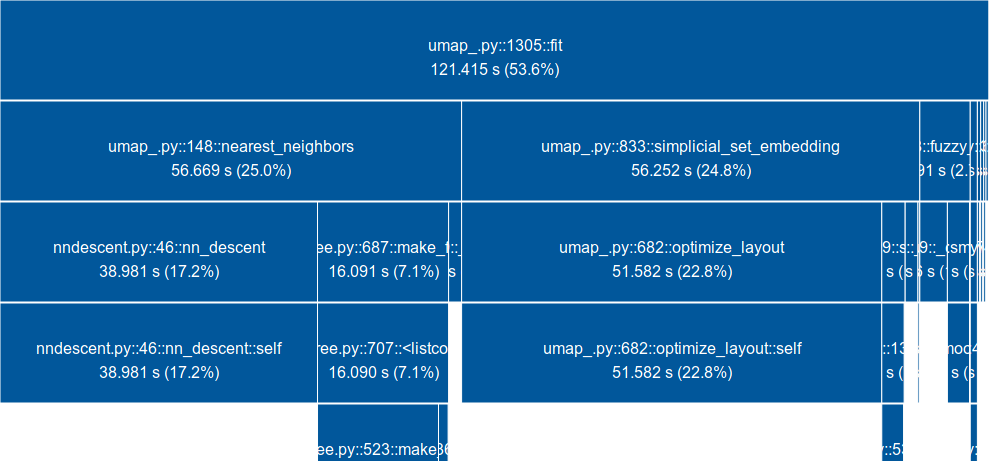 umap_.py::1305::fit
121.415 s (53.6%)
umap_.py::148::nearest_neighbors
56.669 s (25.0%)
umap_.py::833::simplicial_set_embedding
56.252 s (24.8%)
::fuzzy
91 s (2.
nndescent.py::46::nn_descent
38.981 s (17.2%)
ee.py::687::make_
16.091 s (7.1%)
s
umap_.py::682::optimize_layout
51.582 s (22.8%)
nndescent.py::46::nn_descent::self
38.981 s (17.2%)
ree.py::707::<listco
16.090 s (7.1%)
umap_.py::682::optimize_layout::self
51.582 s (22.8%)
::13
s (
ee.py::523::make